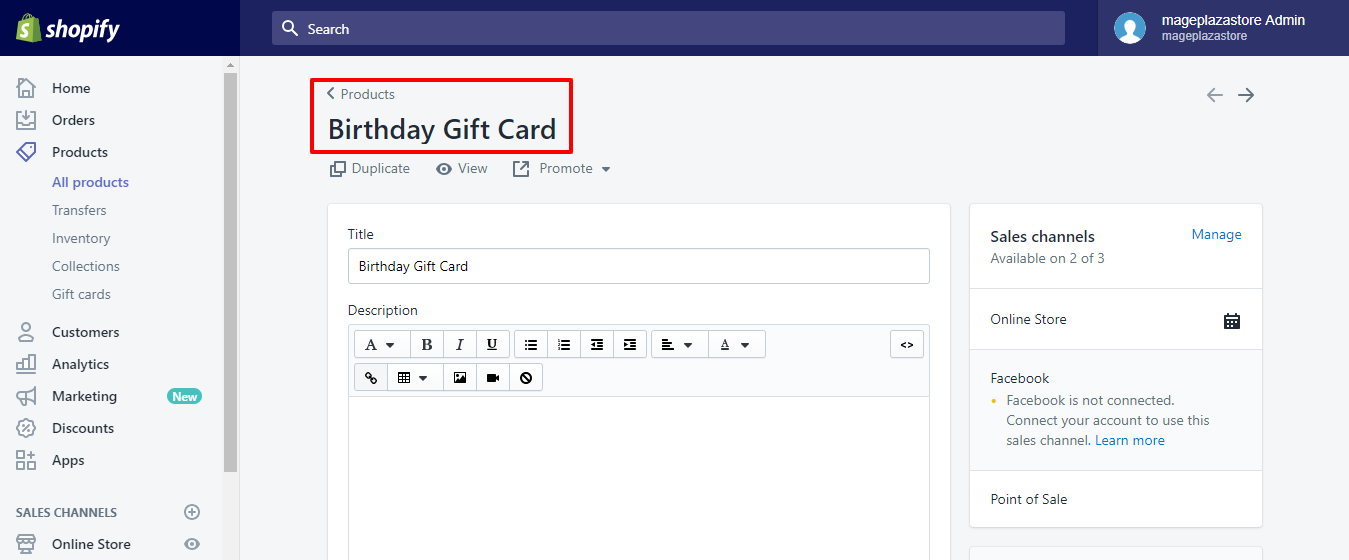 shopify
Search
mageplazastore Admin
mageplazastore
Home
Orders
Products
All products
Transfers
Inventory
Collections
Gift cards
Customers
Analytics
Marketing New
Discounts
Apps
SALES CHANNELS
Online Store
Products
Birthday Gift Card
Duplicate View Promote
Title
Birthday Gift Card
Description
A B I U A <>
Sales channels Manage
Available on 2 of 3
Online Store
Facebook
Facebook is not connected.
Connect your account to use this
sales channel. Learn more
Point of Sale